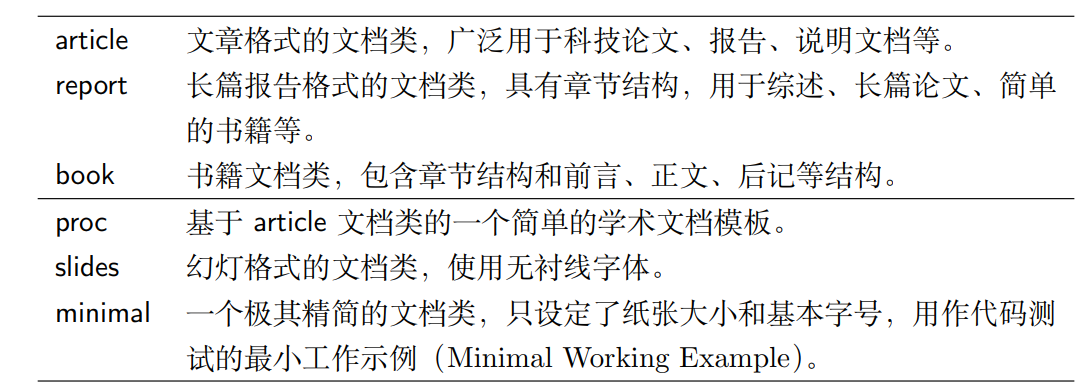 article 文章格式的文档类，广泛用于科技论文、报告、说明文档等。
report 长篇报告格式的文档类，具有章节结构，用于综述、长篇论文、简单
的书籍等。
book 书籍文档类，包含章节结构和前言、正文、后记等结构。
proc 基于 article 文档类的一个简单的学术文档模板。
slides 幻灯格式的文档类，使用无衬线字体。
minimal 一个极其精简的文档类，只设定了纸张大小和基本字号，用作代码测
试的最小工作示例（Minimal Working Example）。